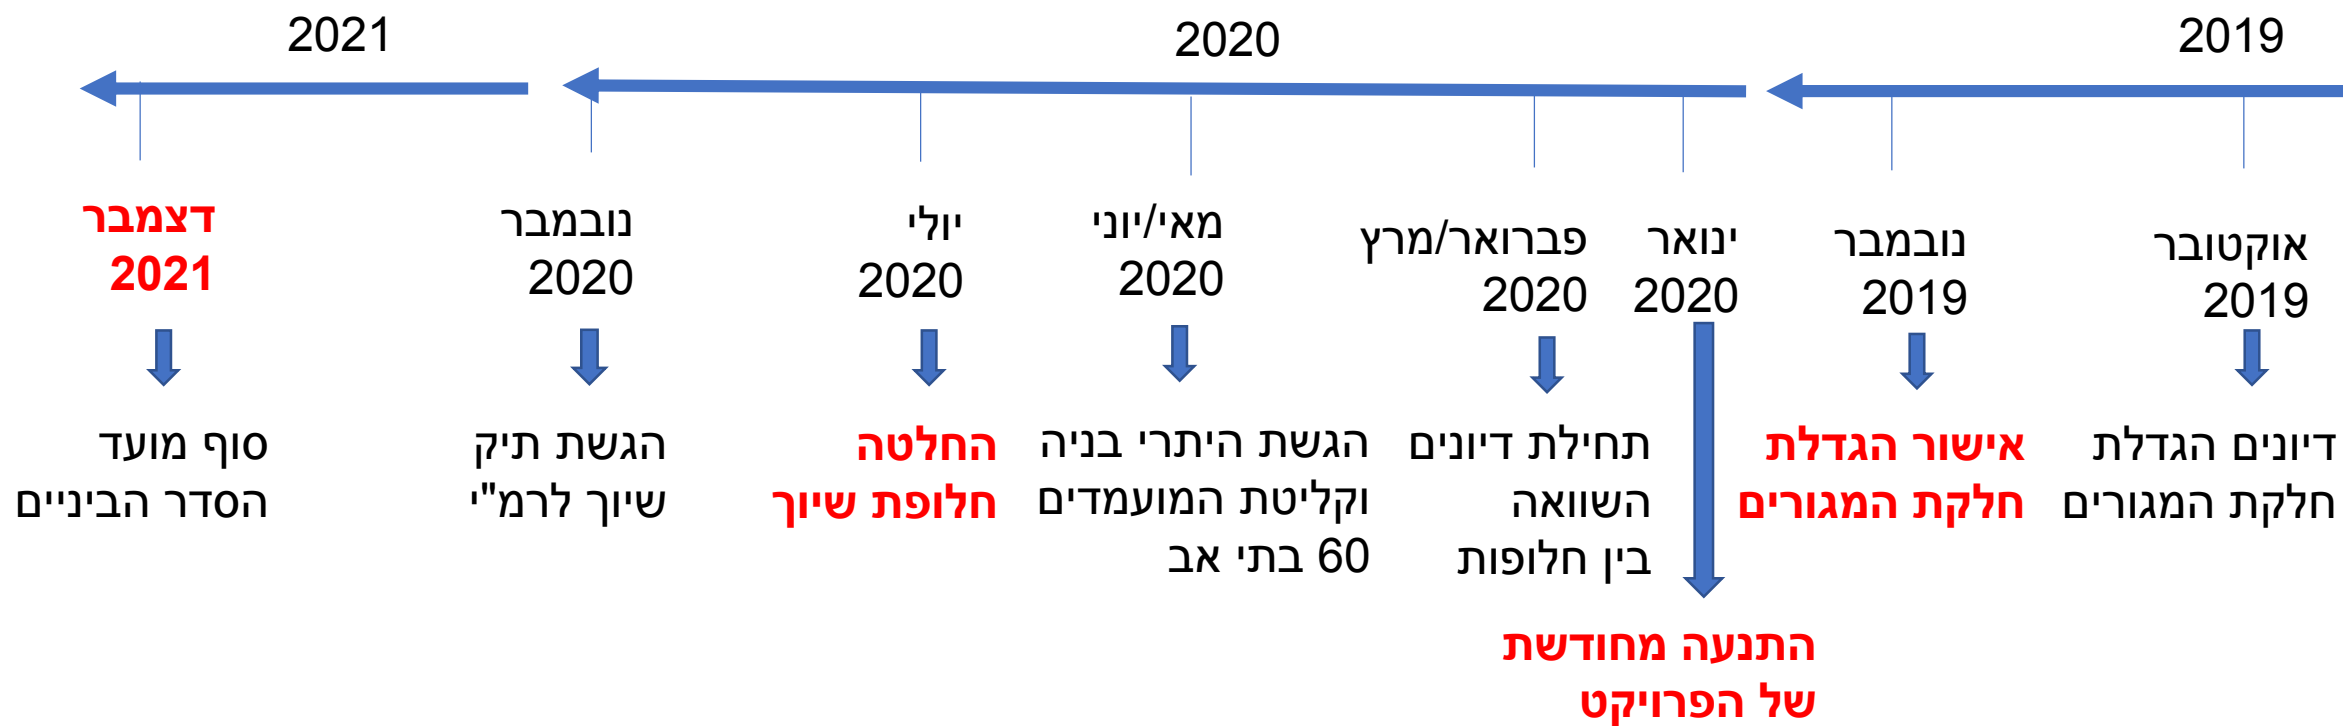 2019
2020
2021
אוקטובר
2019
דיונים הגדלת
חלקת המגורים
נובמבר
2019
אישור הגדלת
חלקת המגורים
ינואר
2020
התנעה מחודשת
של הפרויקט
פברואר/מרץ
2020
תחילת דיונים
השוואה
בין חלופות
מאי/יוני
2020
הגשת היתרי בניה
וקליטת המועמדים
60 בתי אב
יולי
2020
החלטה
חלופת שיוך
נובמבר
2020
הגשת תיק
שיוך לרמ"י
דצמבר
2021
סוף מועד
הסדר הביניים